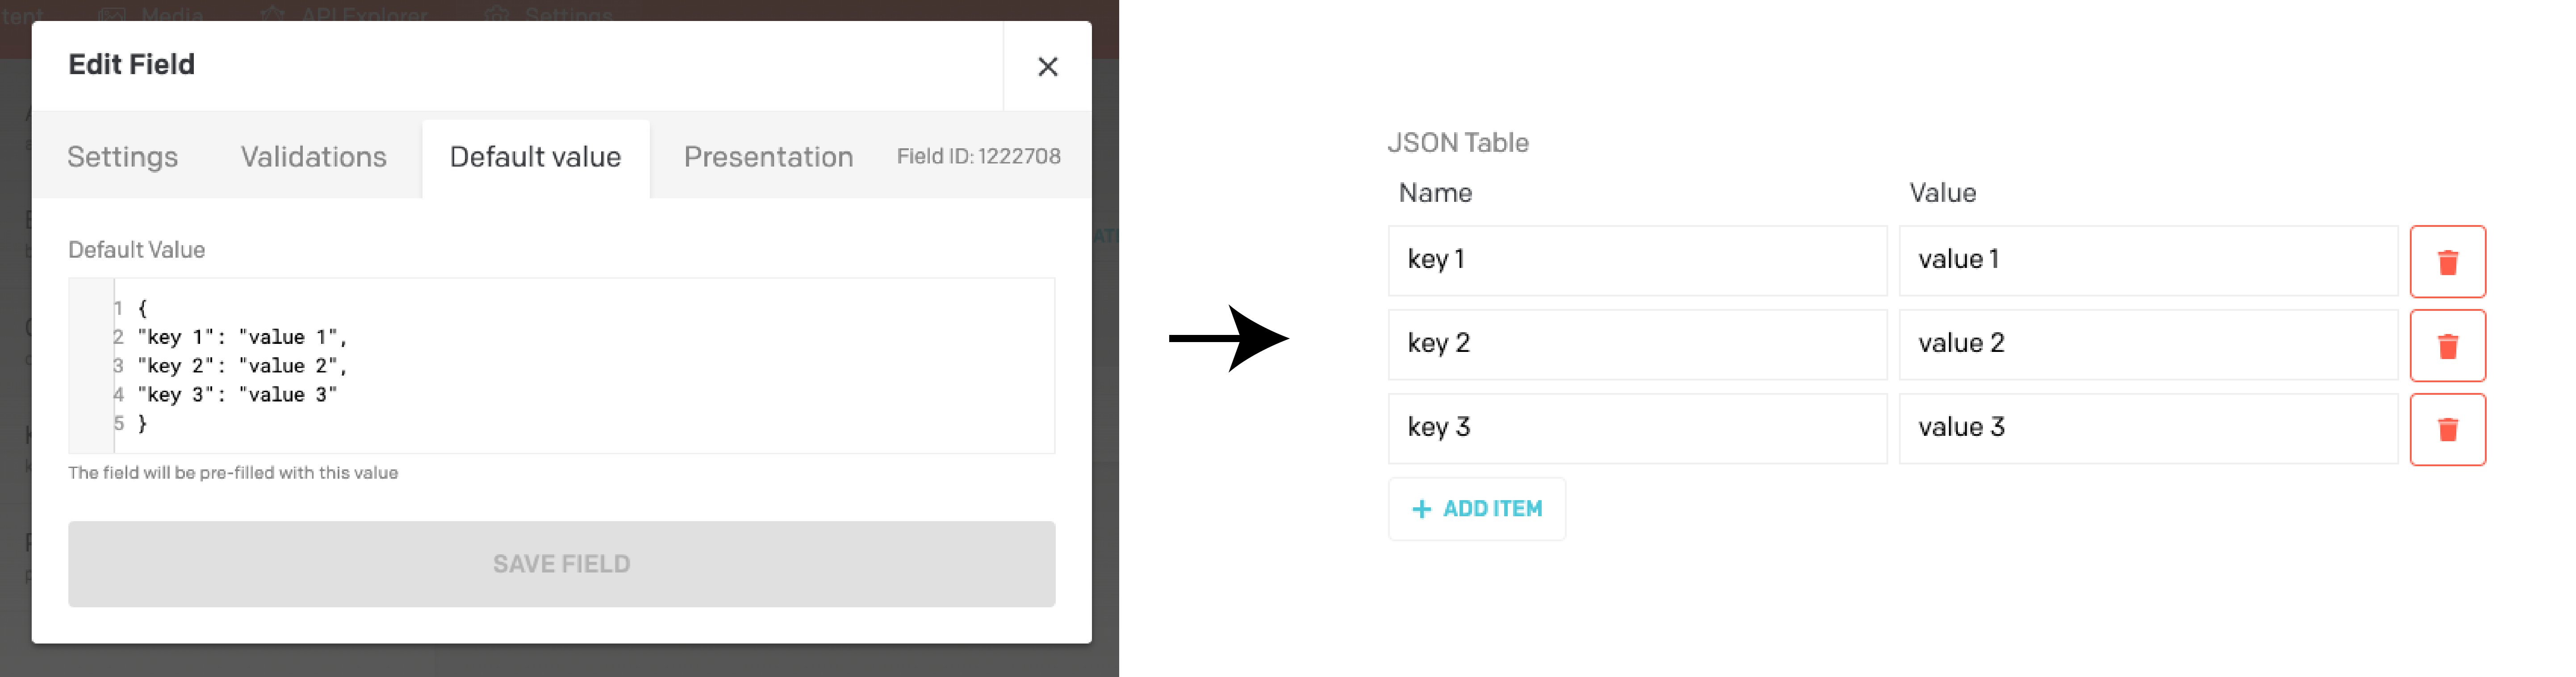 tent Media API Explorer Settings
Edit Field
Settings Validations Default value Presentation Field ID: 1222708
Default Value
1 {
2 "key 1": "value 1",
3 "key 2": "value 2",
4 "key 3": "value 3"
5 }
The field will be pre-filled with this value
SAVE FIELD
JSON Table
Name Value
key 1 value 1
key 2 value 2
key 3 value 3
+ ADD ITEM